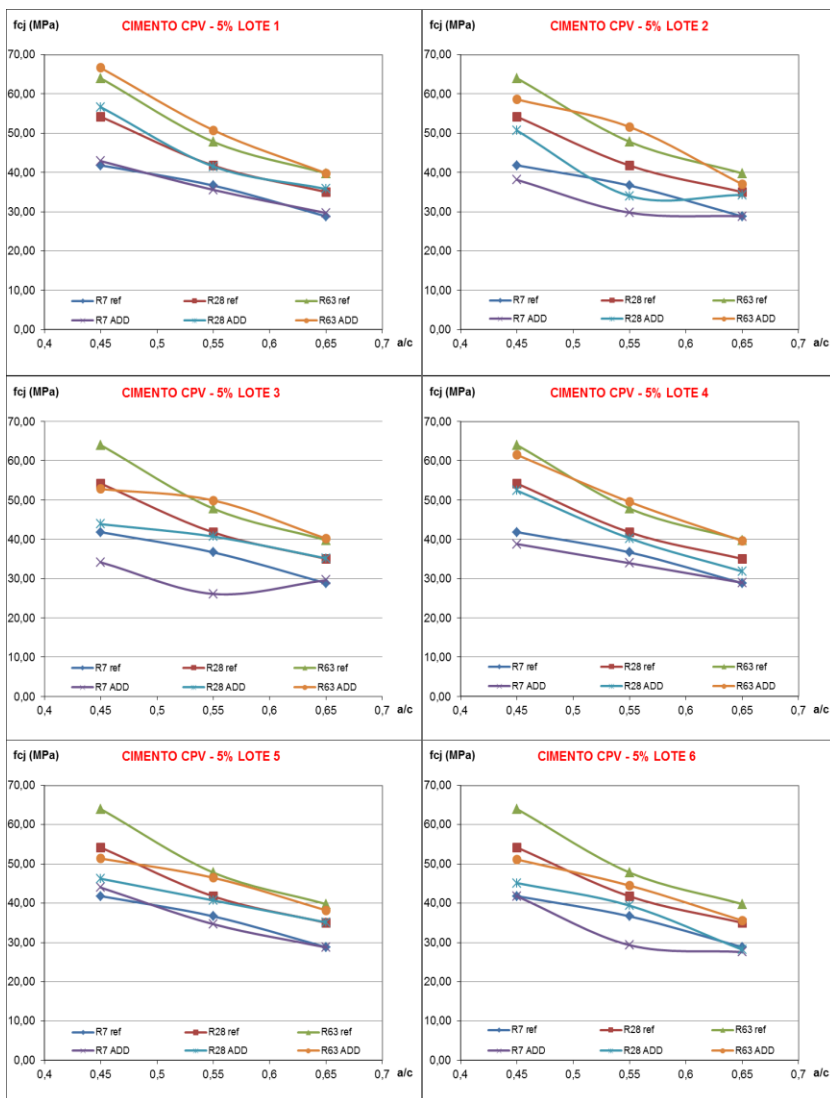 fcj (MPa) CIMENTO CPV - 5% LOTE 1
70,00
60,00
50,00
40,00
30,00
20,00
10,00
0,00
R7 ref R28 ref R63 ref
R7 ADD R28 ADD R63 ADD
0,4 0,45 0,5 0,55 0,6 0,65 0,7 a/c
fcj (MPa) CIMENTO CPV - 5% LOTE 2
70,00
60,00
50,00
40,00
30,00
20,00
10,00
0,00
R7 ref R28 ref R63 ref
R7 ADD R28 ADD R63 ADD
0,4 0,45 0,5 0,55 0,6 0,65 0,7 a/c
fcj (MPa) CIMENTO CPV - 5% LOTE 3
70,00
60,00
50,00
40,00
30,00
20,00
10,00
0,00
R7 ref R28 ref R63 ref
R7 ADD R28 ADD R63 ADD
0,4 0,45 0,5 0,55 0,6 0,65 0,7 a/c
fcj (MPa) CIMENTO CPV - 5% LOTE 4
70,00
60,00
50,00
40,00
30,00
20,00
10,00
0,00
R7 ref R28 ref R63 ref
R7 ADD R28 ADD R63 ADD
0,4 0,45 0,5 0,55 0,6 0,65 0,7 a/c
fcj (MPa) CIMENTO CPV - 5% LOTE 5
70,00
60,00
50,00
40,00
30,00
20,00
10,00
0,00
R7 ref R28 ref R63 ref
R7 ADD R28 ADD R63 ADD
0,4 0,45 0,5 0,55 0,6 0,65 0,7 a/c
fcj (MPa) CIMENTO CPV - 5% LOTE 6
70,00
60,00
50,00
40,00
30,00
20,00
10,00
0,00
R7 ref R28 ref R63 ref
R7 ADD R28 ADD R63 ADD
0,4 0,45 0,5 0,55 0,6 0,65 0,7 a/c